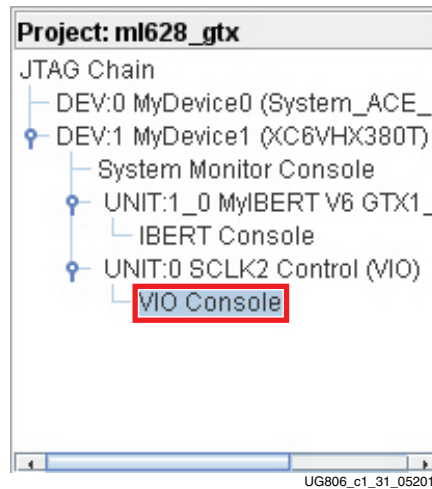 Project: ml628_gtx
JTAG Chain
DEV:0 MyDevice0 (System_ACE_
DEV:1 MyDevice1 (XC6VHX380T)
System Monitor Console
UNIT:1_0 MyIBERT V6 GTX1_
IBERT Console
UNIT:0 SCLK2 Control (VIO)
VIO Console
UG806_c1_31_05201